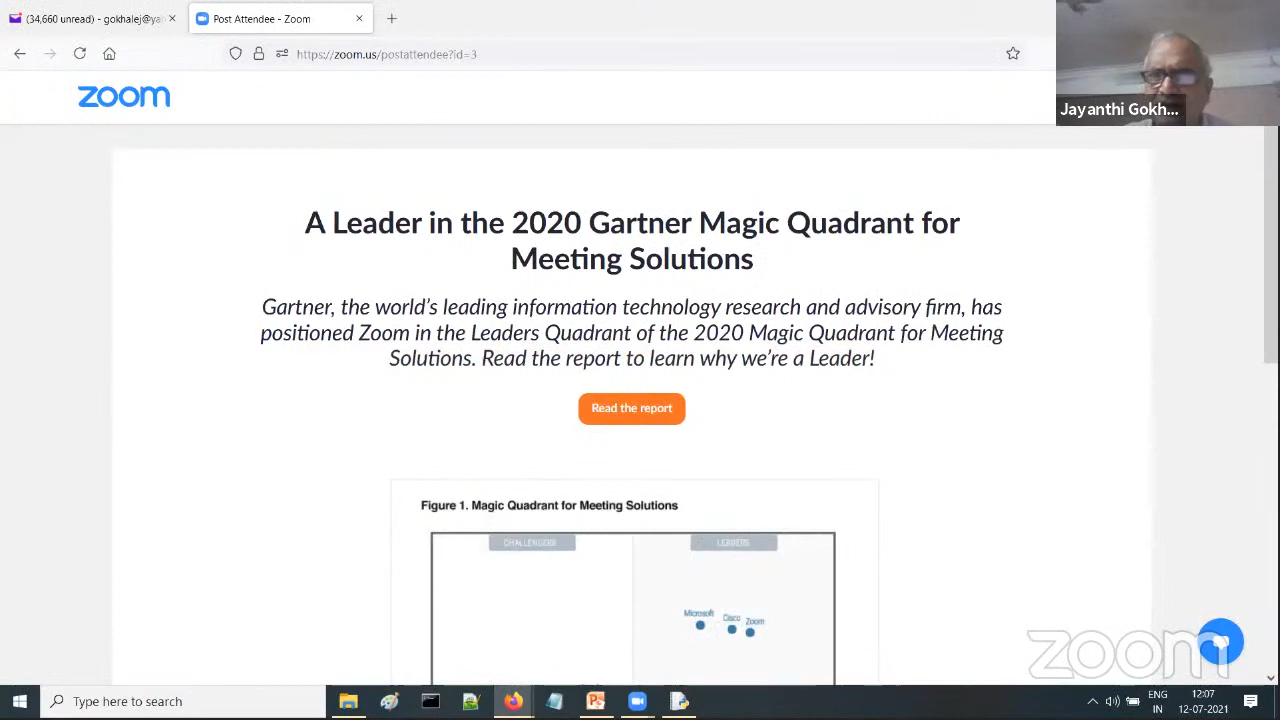 (34,660 unread) - gokhalej@yah
Post Attendee - Zoom
https://zoom.us/postattendee?id=3
zoom
Jayanthi Gokh...
A Leader in the 2020 Gartner Magic Quadrant for
Meeting Solutions
Gartner, the world's leading information technology research and advisory firm, has
positioned Zoom in the Leaders Quadrant of the 2020 Magic Quadrant for Meeting
Solutions. Read the report to learn why we're a Leader!
Read the report
Figure 1. Magic Quadrant for Meeting Solutions
CHALLENGERS
LEADERS
Microsoft
Cisco
Zoom
zoom
Type here to search
ENG
IN
12:07
12-07-2021